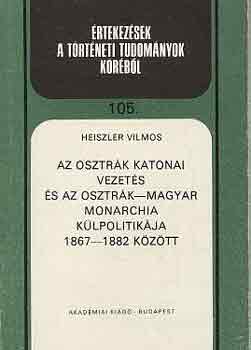 ÉRTEKEZÉSEK
A TÖRTÉNETI TUDOMÁNYOK
KÖRÉBŐL
105.
HEISZLER VILMOS
AZ OSZTRÁK KATONAI
VEZETÉS
ÉS AZ OSZTRÁK—MAGYAR
MONARCHIA
KÜLPOLITIKÁJA
1867—1882 KÖZÖTT
AKADÉMIAI KIADÓ · BUDAPEST